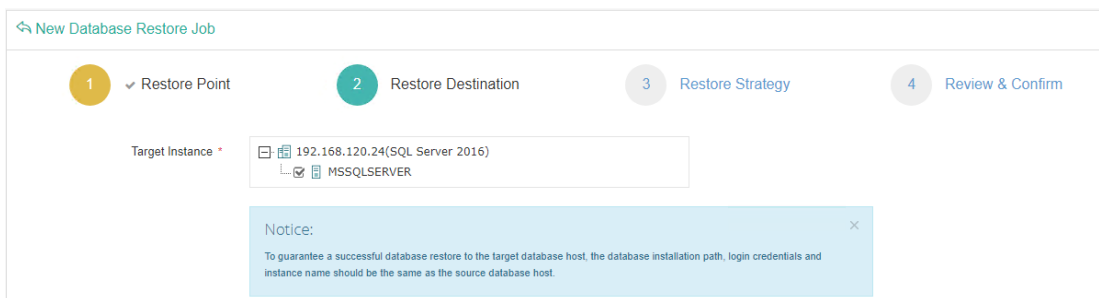 New Database Restore Job
1 Restore Point 2 Restore Destination 3 Restore Strategy 4 Review & Confirm
Target Instance *
192.168.120.24(SQL Server 2016)
MSSQLSERVER
Notice:
To guarantee a successful database restore to the target database host, the database installation path, login credentials and
instance name should be the same as the source database host.